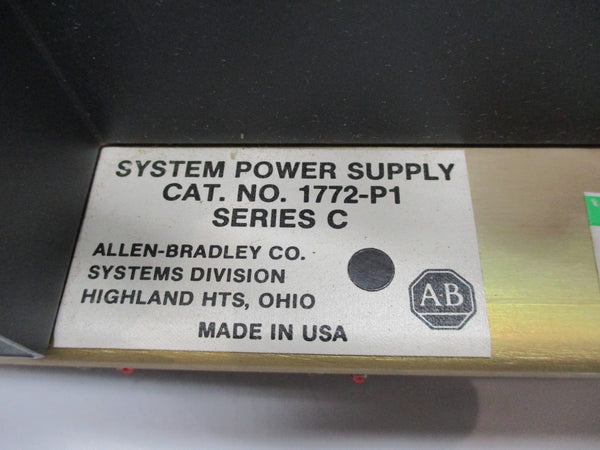 SYSTEM POWER SUPPLY
CAT. NO. 1772-P1
SERIES C
ALLEN-BRADLEY CO.
SYSTEMS DIVISION
HIGHLAND HTS, OHIO
AB
MADE IN USA